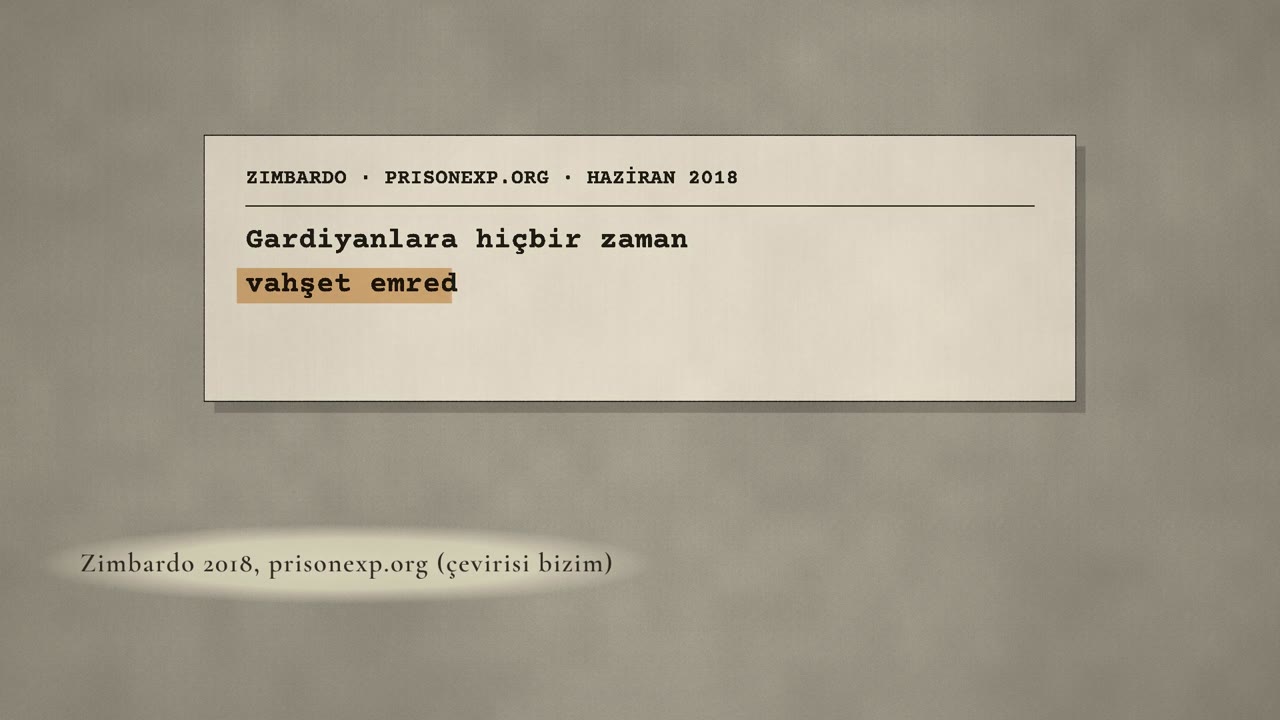 ZIMBARDO · PRISONEXP.ORG · HAZİRAN 2018
Gardiyanlara hiçbir zaman
vahşet emred
Zimbardo 2018, prisonexp.org (çevirisi bizim)